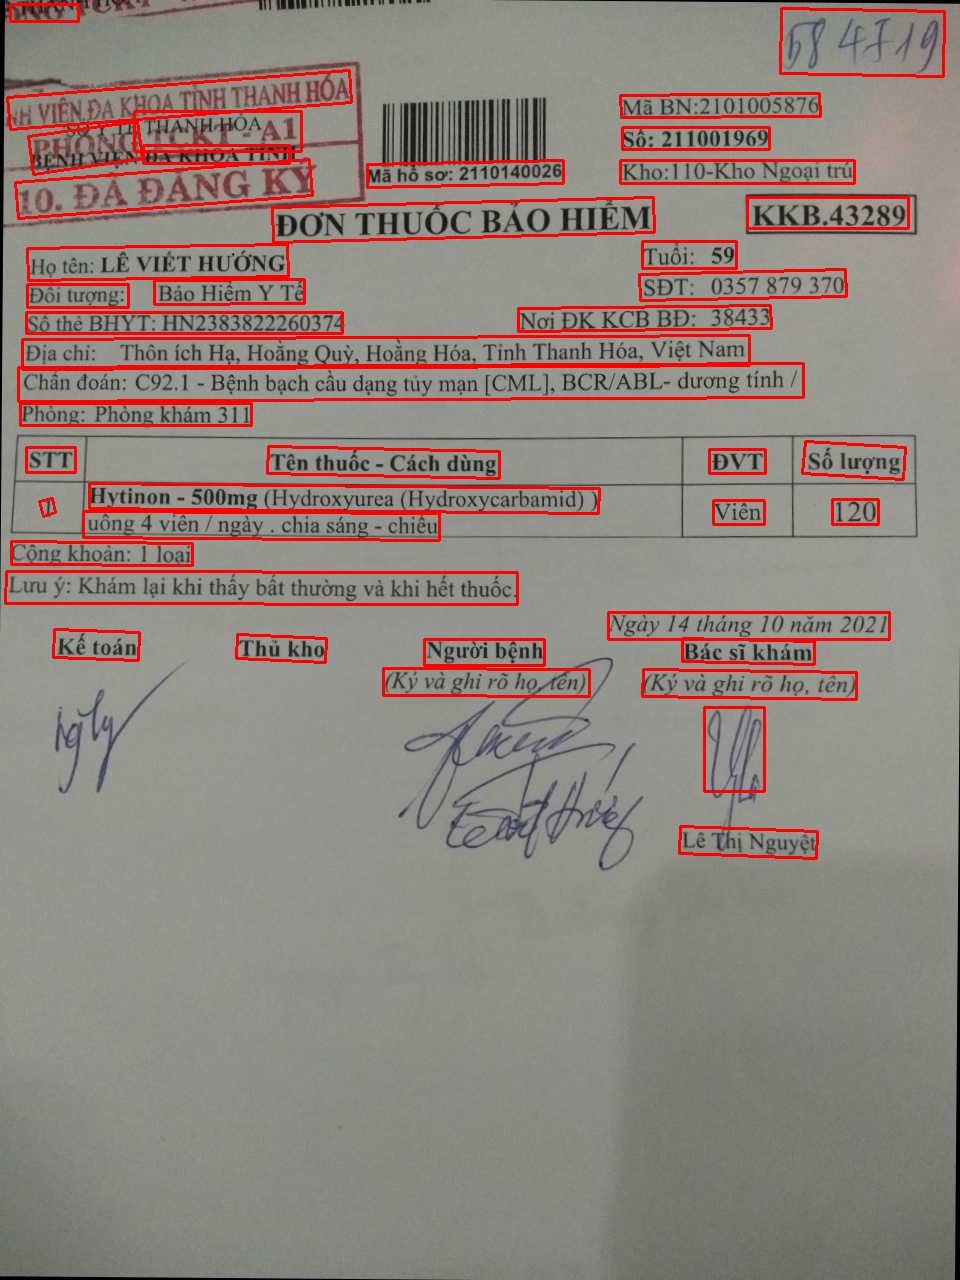 584719
BỆNH VIỆN ĐA KHOA TỈNH THANH HÓA
SỞ Y TẾ THANH HÓA
PHÒNG TCKT - A1
BỆNH VIỆN ĐA KHOA TỈNH
10. ĐÃ ĐĂNG KÝ
Mã hồ sơ: 2110140026
Mã BN:2101005876
Số: 211001969
Kho:110-Kho Ngoại trú
ĐƠN THUỐC BẢO HIỂM
KKB.43289
Họ tên: LÊ VIẾT HƯỚNG
Tuổi: 59
Đối tượng: Bảo Hiểm Y Tế
SĐT: 0357 879 370
Số thẻ BHYT: HN2383822260374
Nơi ĐK KCB BĐ: 38433
Địa chỉ: Thôn ích Hạ, Hoằng Quỳ, Hoằng Hóa, Tỉnh Thanh Hóa, Việt Nam
Chẩn đoán: C92.1 - Bệnh bạch cầu dạng tủy mạn [CML], BCR/ABL- dương tính /
Phòng: Phòng khám 311
STT Tên thuốc - Cách dùng ĐVT Số lượng
1 Hytinon - 500mg (Hydroxyurea (Hydroxycarbamid) ) Viên 120
uống 4 viên / ngày . chia sáng - chiều
Cộng khoản: 1 loại
Lưu ý: Khám lại khi thấy bất thường và khi hết thuốc.
Ngày 14 tháng 10 năm 2021
Kế toán Thủ kho Người bệnh Bác sĩ khám
(Ký và ghi rõ họ, tên) (Ký và ghi rõ họ, tên)
Lê Thị Nguyệt